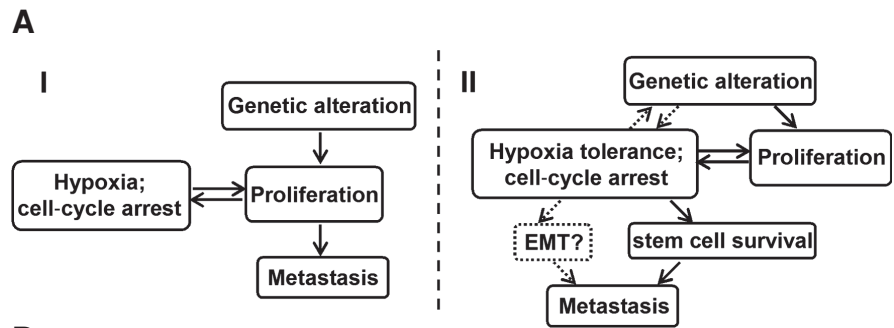 A
I
Genetic alteration
Hypoxia;
cell-cycle arrest
Proliferation
Metastasis
II
Genetic alteration
Hypoxia tolerance;
cell-cycle arrest
Proliferation
EMT?
stem cell survival
Metastasis